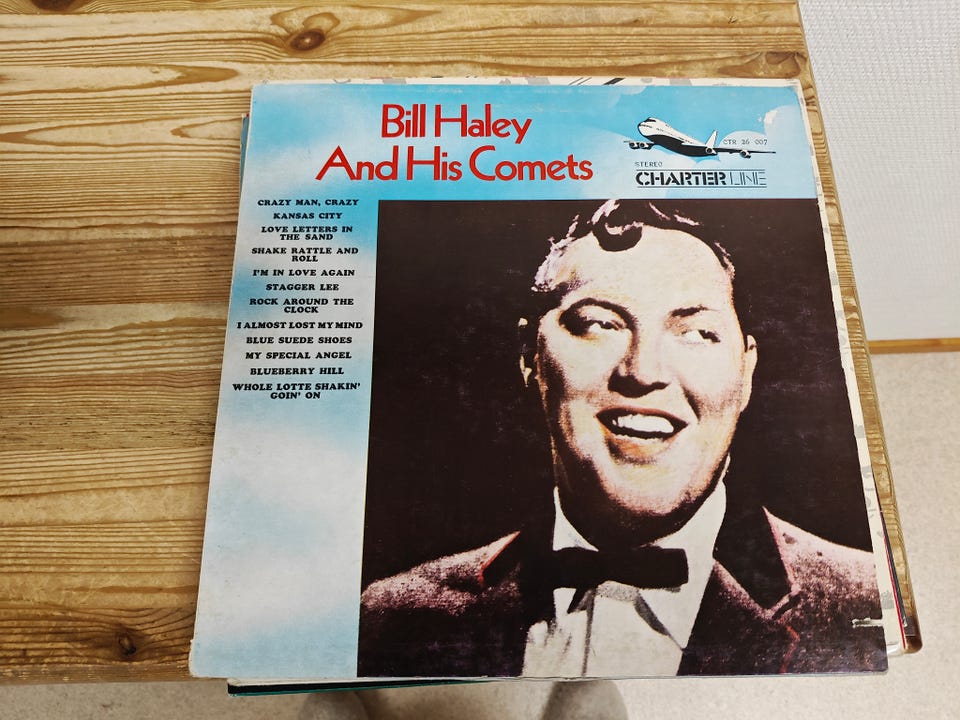 Bill Haley
And His Comets
CTR 26 007
STEREO
CHARTER LINE
CRAZY MAN, CRAZY
KANSAS CITY
LOVE LETTERS IN
THE SAND
SHAKE RATTLE AND
ROLL
I'M IN LOVE AGAIN
STAGGER LEE
ROCK AROUND THE
CLOCK
I ALMOST LOST MY MIND
BLUE SUEDE SHOES
MY SPECIAL ANGEL
BLUEBERRY HILL
WHOLE LOTTE SHAKIN'
GOIN' ON